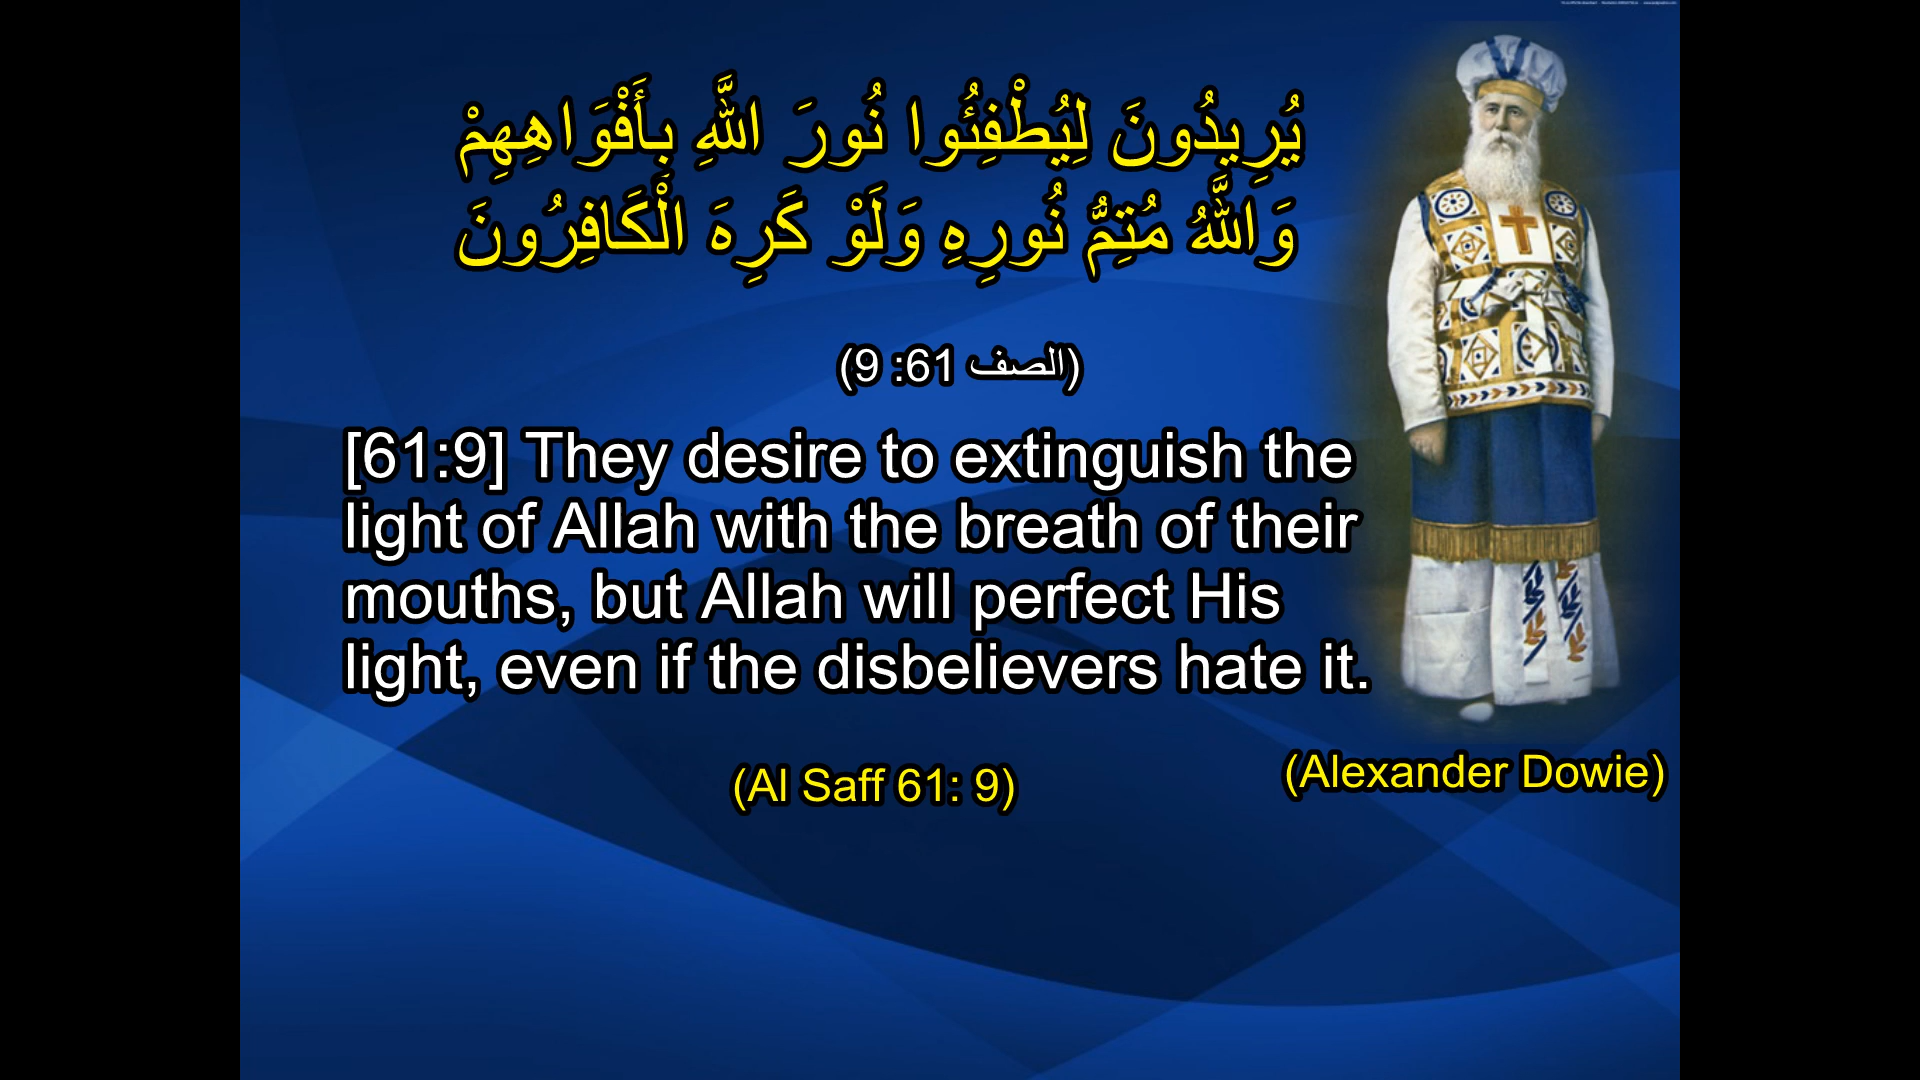 يُرِيدُونَ لِيُطْفِئُوا نُورَ اللَّهِ بِأَفْوَاهِهِمْ
وَاللَّهُ مُتِمُّ نُورِهِ وَلَوْ كَرِهَ الْكَافِرُونَ
(الصف 61: 9)
[61:9] They desire to extinguish the
light of Allah with the breath of their
mouths, but Allah will perfect His
light, even if the disbelievers hate it.
(Al Saff 61: 9)
(Alexander Dowie)